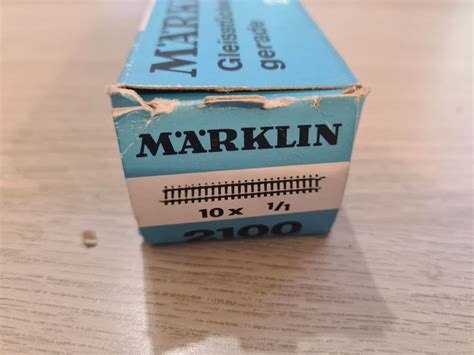 MÄRKLIN
Gleisstücke
gerade
MÄRKLIN
10 x 1/1
2100